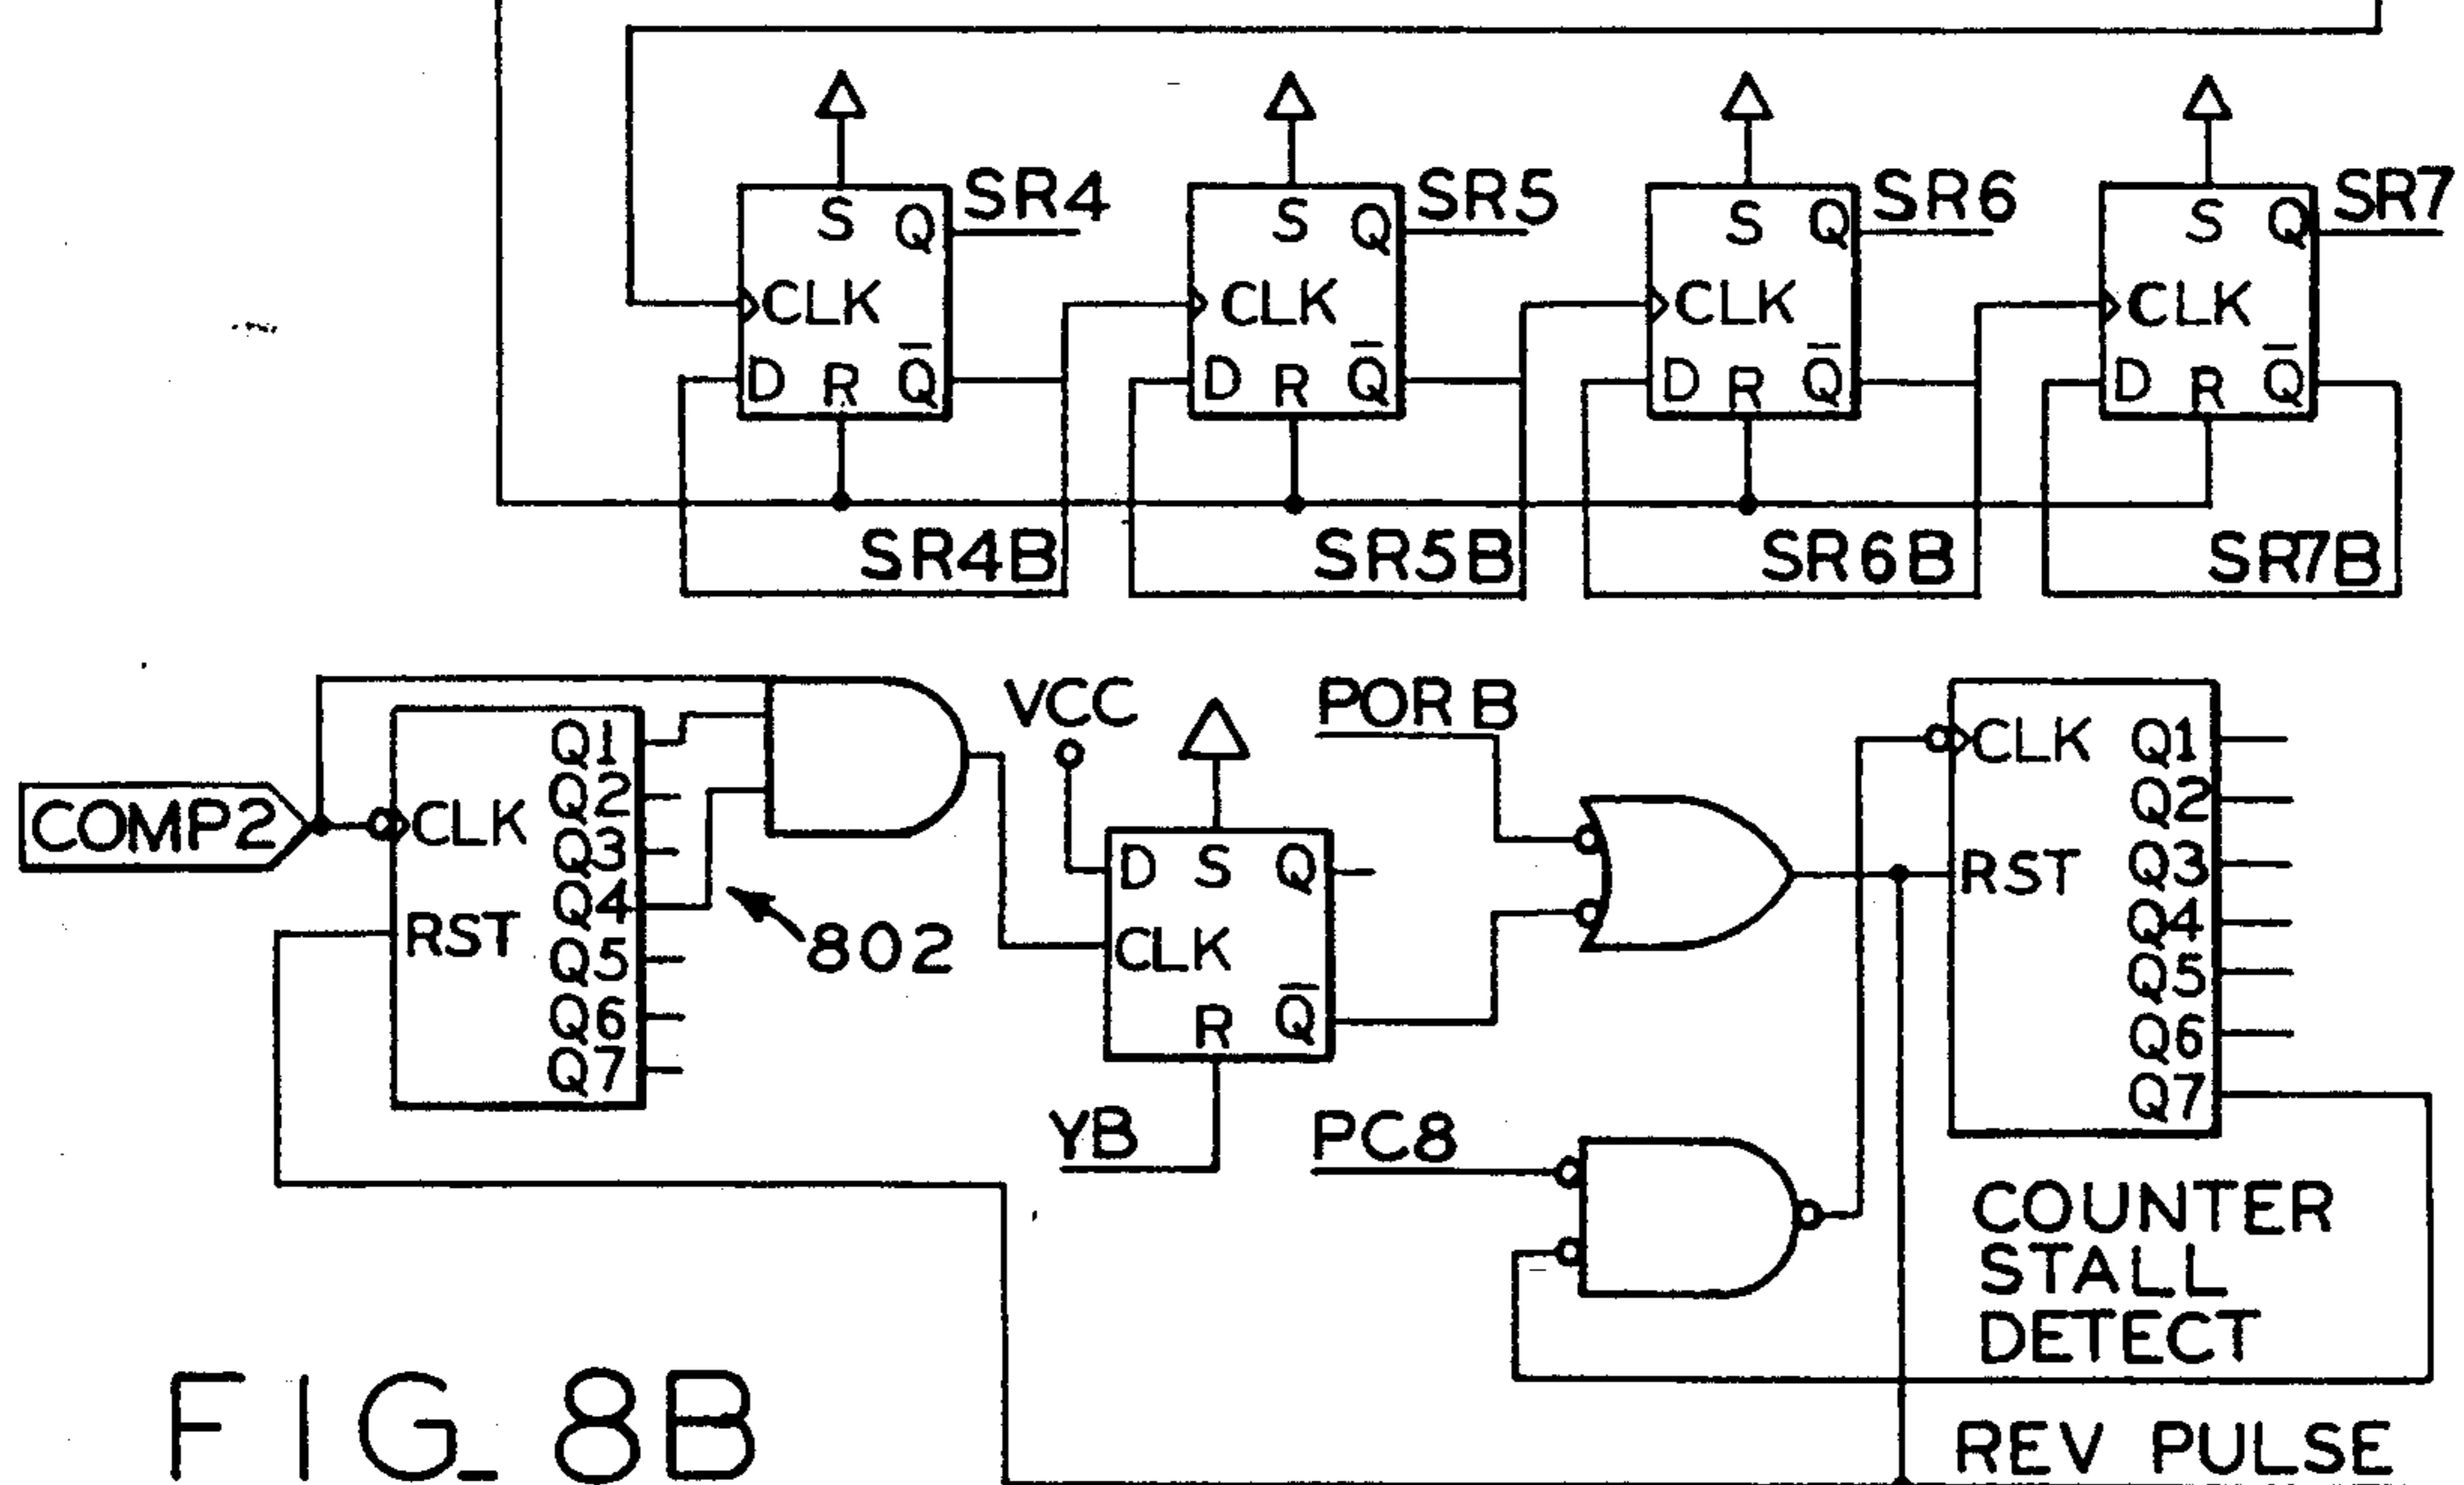 SR4
SR5
SR6
SR7
S Q
S Q
S Q
S Q
CLK
CLK
CLK
CLK
D R Q̅
D R Q̅
D R Q̅
D R Q̅
SR4B
SR5B
SR6B
SR7B
COMP2
CLK
RST
Q1
Q2
Q3
Q4
Q5
Q6
Q7
802
VCC
D S Q
CLK
R Q̅
YB
POR B
PC8
CLK
RST
Q1
Q2
Q3
Q4
Q5
Q6
Q7
COUNTER
STALL
DETECT
REV PULSE
FIG_ 8B